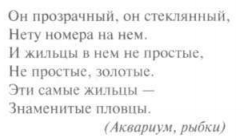 Он прозрачный, он стеклянный,
Нету номера на нем.
И жильцы в нем не простые,
Не простые, золотые.
Эти самые жильцы —
Знаменитые пловцы.
(Аквариум, рыбки)